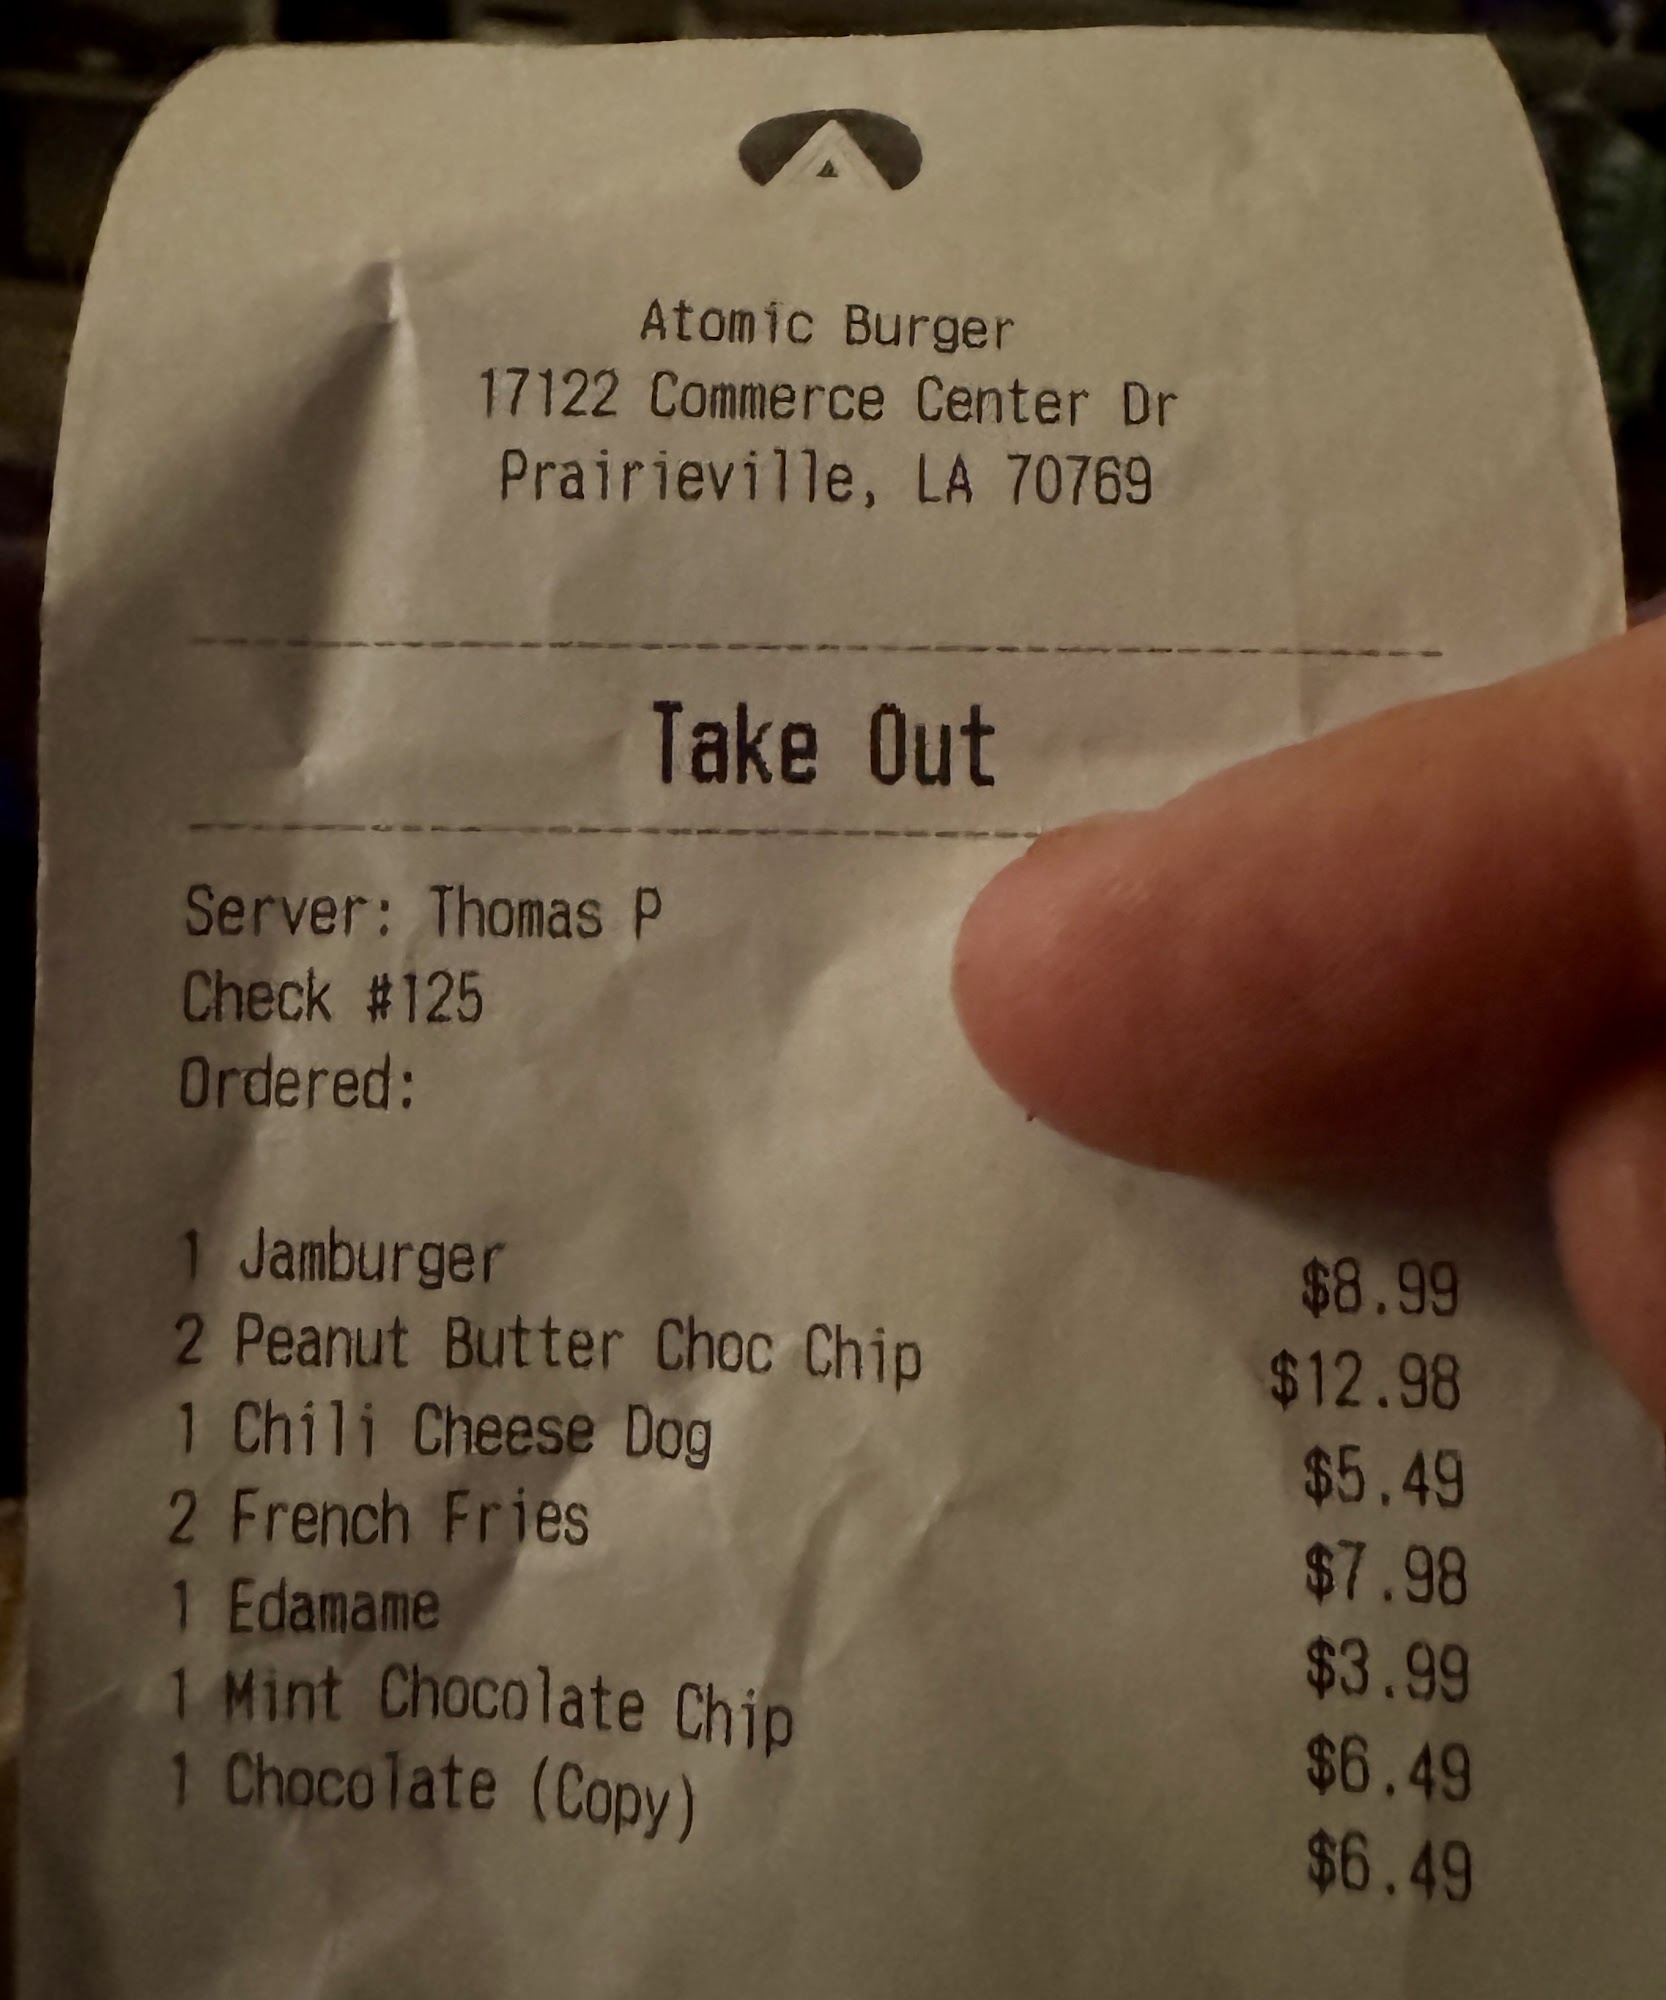 Atomic Burger
17122 Commerce Center Dr
Prairieville, LA 70769
Take Out
Server: Thomas P
Check #125
Ordered:
1 Jamburger $8.99
2 Peanut Butter Choc Chip $12.98
1 Chili Cheese Dog $5.49
2 French Fries $7.98
1 Edamame $3.99
1 Mint Chocolate Chip $6.49
1 Chocolate (Copy) $6.49